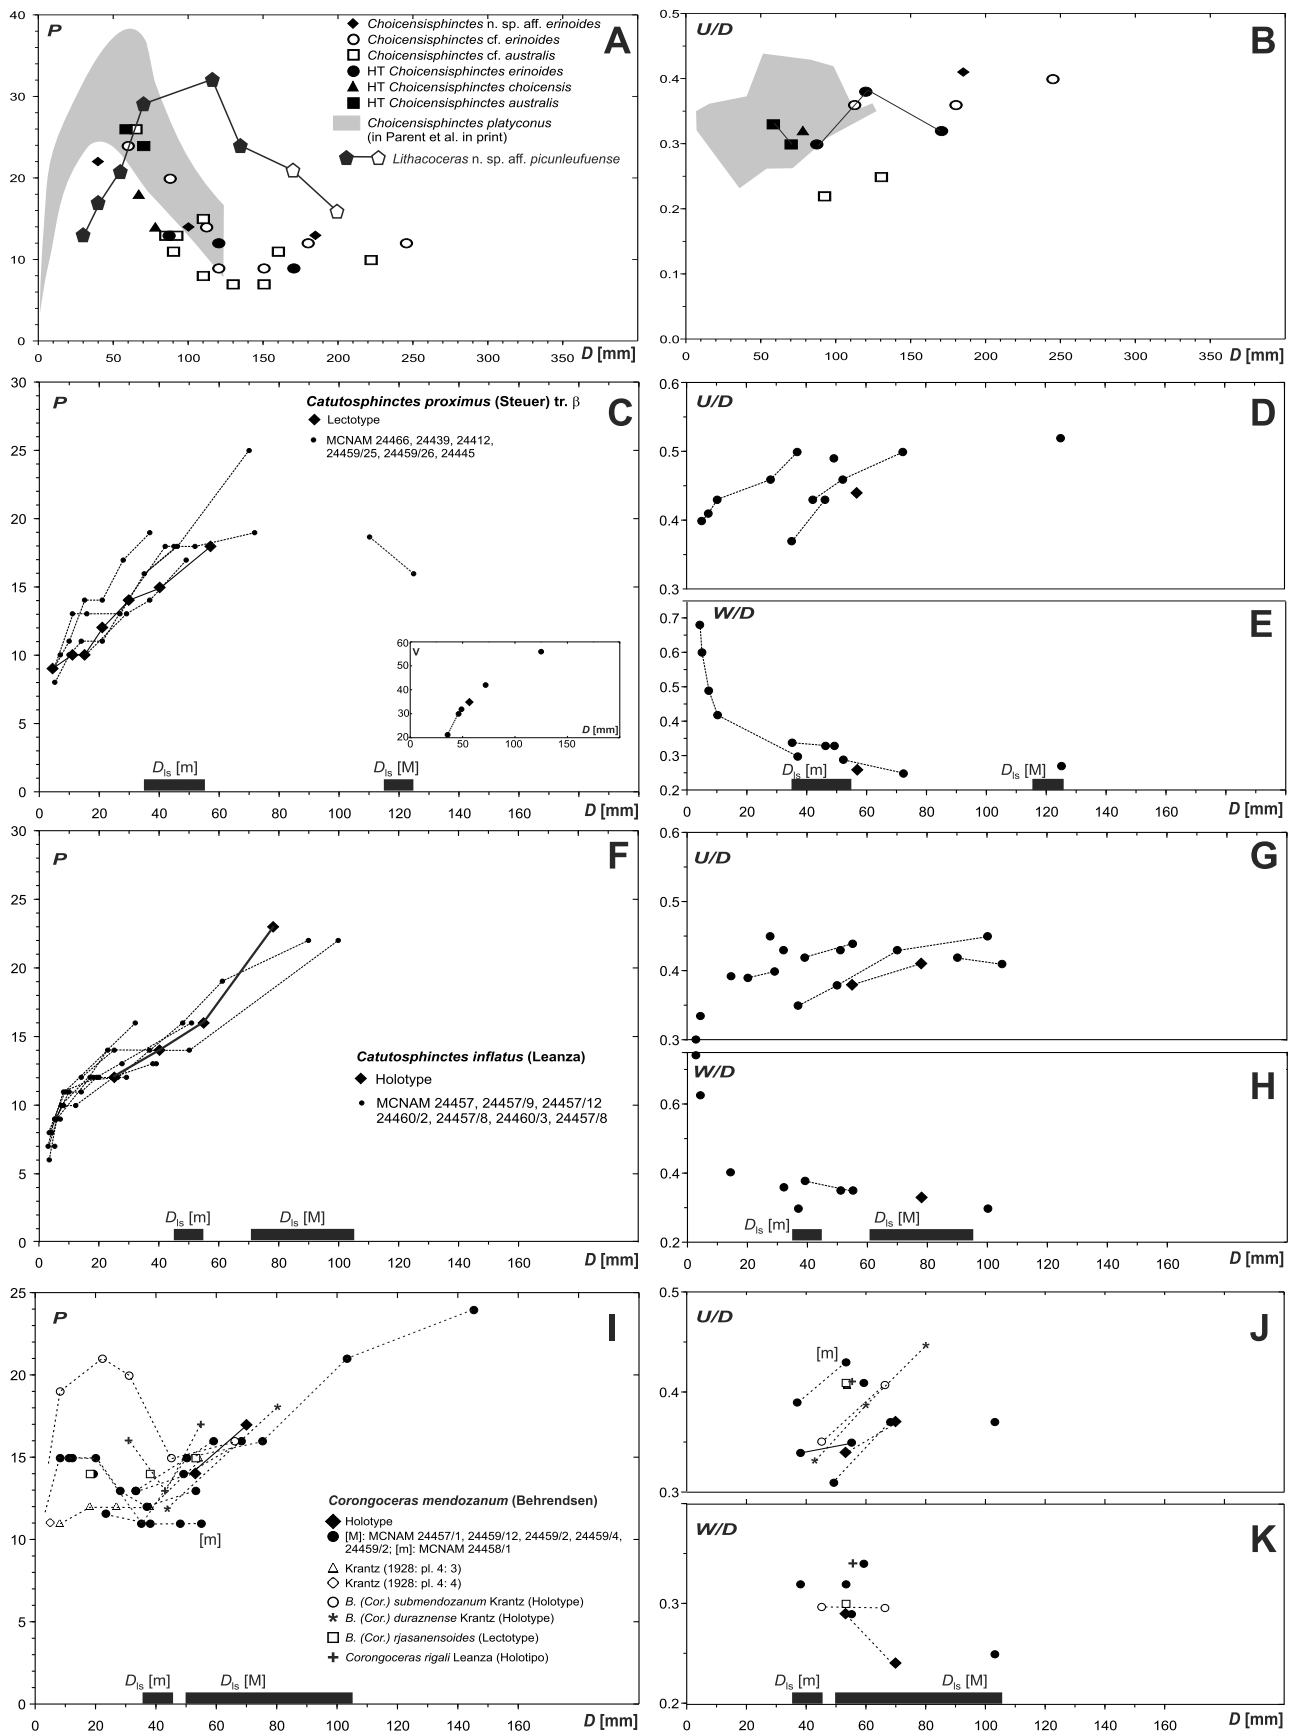 P
A
Choicensisphinctes n. sp. aff. erinoides
Choicensisphinctes cf. erinoides
Choicensisphinctes cf. australis
HT Choicensisphinctes erinoides
HT Choicensisphinctes choicensis
HT Choicensisphinctes australis
Choicensisphinctes platyconus
(in Parent et al. in print)
Lithacoceras n. sp. aff. picunleufuense
40
30
20
10
0
0 50 100 150 200 250 300 350 D [mm]
U/D
B
0.5
0.4
0.3
0.2
0.1
0.0
0 50 100 150 200 250 300 350 D [mm]
P
C
Catutosphinctes proximus (Steuer) tr. β
Lectotype
MCNAM 24466, 24439, 24412,
24459/25, 24459/26, 24445
30
25
20
15
10
5
0
V
60
50
40
30
20
D [mm]
0 50 100 150
Dls [m] Dls [M]
0 20 40 60 80 100 120 140 160 D [mm]
U/D
D
0.6
0.5
0.4
0.3
W/D
E
0.7
0.6
0.5
0.4
0.3
0.2
Dls [m] Dls [M]
0 20 40 60 80 100 120 140 160 D [mm]
P
F
30
25
20
15
10
5
0
Catutosphinctes inflatus (Leanza)
Holotype
MCNAM 24457, 24457/9, 24457/12
24460/2, 24457/8, 24460/3, 24457/8
Dls [m] Dls [M]
0 20 40 60 80 100 120 140 160 D [mm]
U/D
G
0.6
0.5
0.4
0.3
W/D
H
0.6
0.4
0.2
Dls [m] Dls [M]
0 20 40 60 80 100 120 140 160 D [mm]
P
I
25
20
15
10
5
0
[m]
Corongoceras mendozanum (Behrendsen)
Holotype
[M]: MCNAM 24457/1, 24459/12, 24459/2, 24459/4,
24459/2; [m]: MCNAM 24458/1
Krantz (1928: pl. 4: 3)
Krantz (1928: pl. 4: 4)
B. (Cor.) submendozanum Krantz (Holotype)
B. (Cor.) duraznense Krantz (Holotype)
B. (Cor.) rjasanensoides (Lectotype)
Corongoceras rigali Leanza (Holotipo)
Dls [m] Dls [M]
0 20 40 60 80 100 120 140 160 D [mm]
U/D
J
[m]
0.5
0.4
0.3
W/D
K
0.3
0.2
Dls [m] Dls [M]
0 20 40 60 80 100 120 140 160 D [mm]